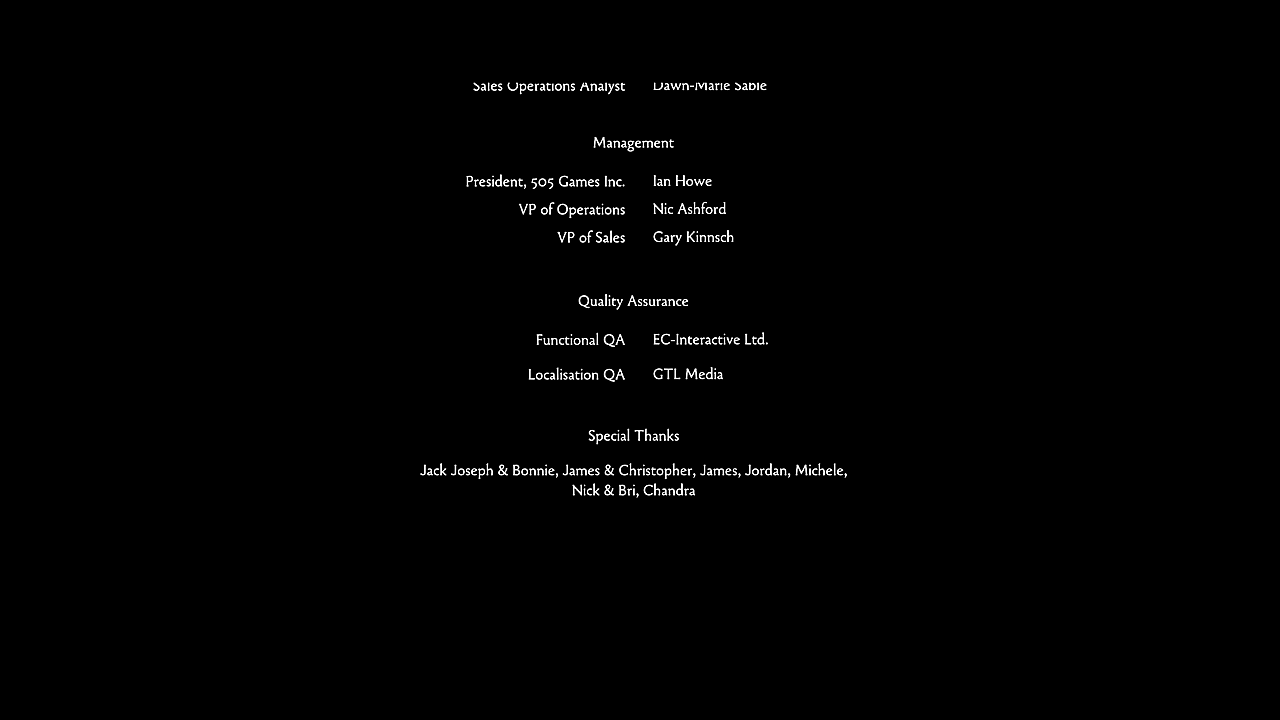 Sales Operations Analyst Dawn-Marie Sable
Management
President, 505 Games Inc. Ian Howe
VP of Operations Nic Ashford
VP of Sales Gary Kinnsch
Quality Assurance
Functional QA EC-Interactive Ltd.
Localisation QA GTL Media
Special Thanks
Jack Joseph & Bonnie, James & Christopher, James, Jordan, Michele,
Nick & Bri, Chandra